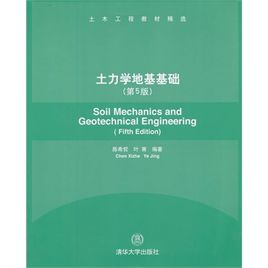 土木工程教材精选
土力学地基基础
(第5版)
Soil Mechanics and
Geotechnical Engineering
( Fifth Edition)
陈希哲 叶菁 编著
Chen Xizhe Ye Jing
清华大学出版社